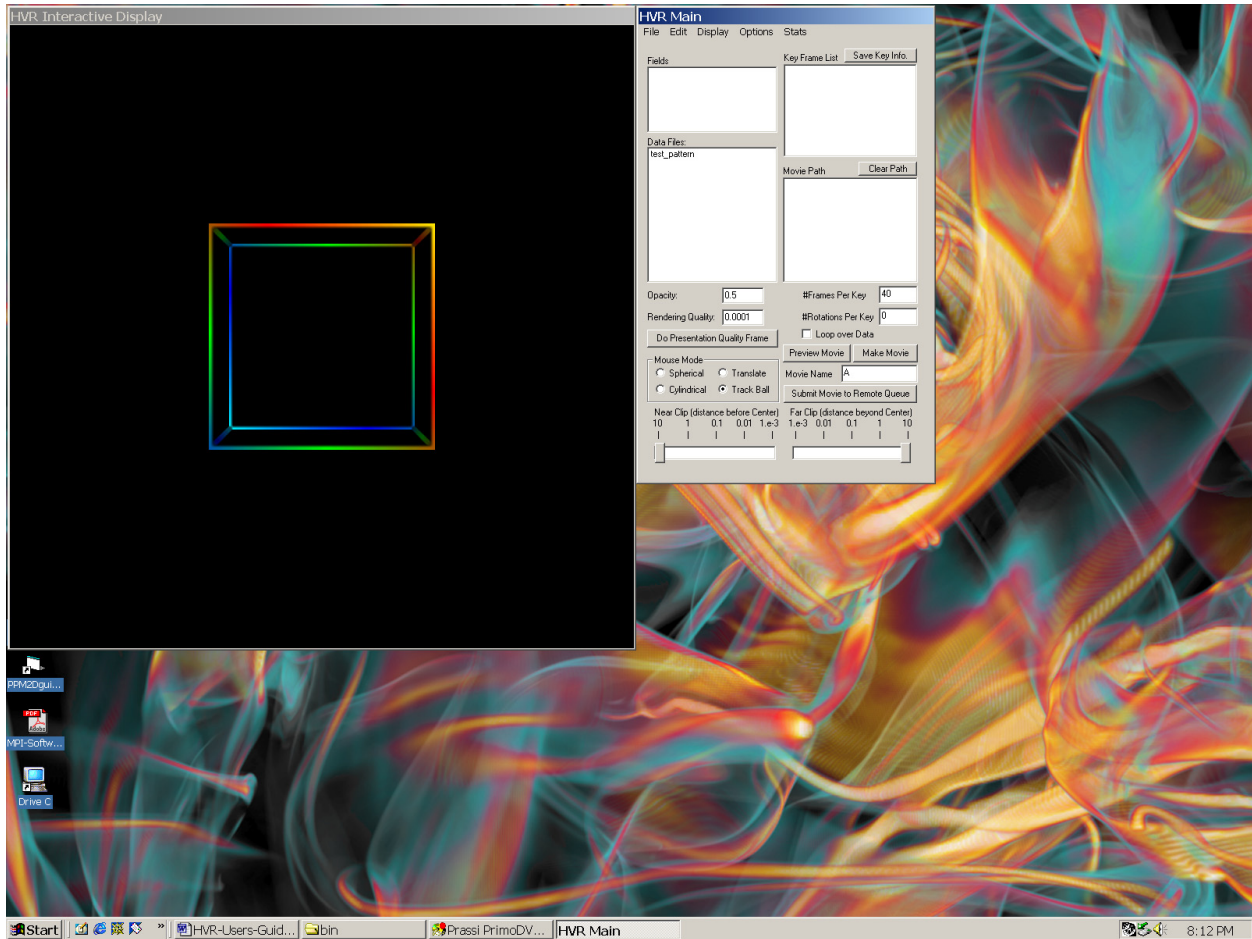 HVR Interactive Display
HVR Main
File Edit Display Options Stats
Fields
Key Frame List
Save Key Info.
Data Files:
test_pattern
Movie Path
Clear Path
Opacity:
0.5
#Frames Per Key
40
Rendering Quality:
0.0001
#Rotations Per Key
0
Loop over Data
Do Presentation Quality Frame
Preview Movie
Make Movie
Mouse Mode
Spherical
Translate
Cylindrical
Track Ball
Movie Name
A
Submit Movie to Remote Queue
Near Clip (distance before Center)
10 1 0.1 0.01 1.e-3
Far Clip (distance beyond Center)
1.e-3 0.01 0.1 1 10
PPM2Dgui...
PDF
Adobe
MPI-Softw...
Drive C
Start
»
HVR-Users-Guid...
bin
Prassi PrimoDV...
HVR Main
8:12 PM